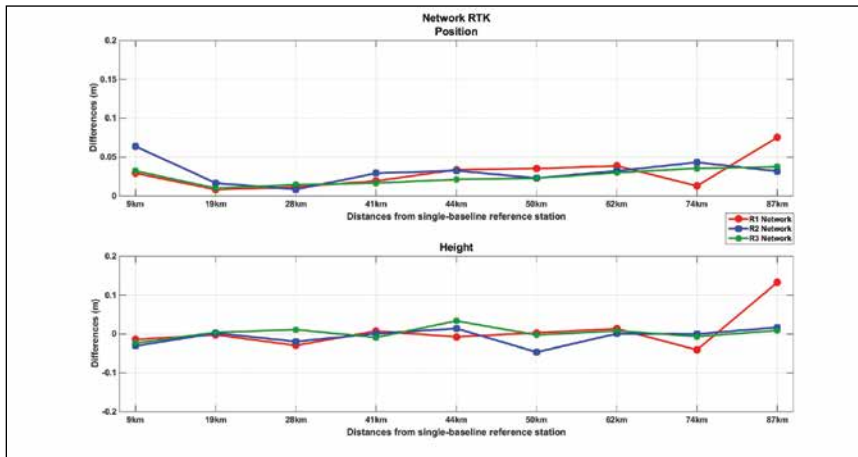 Network RTK
Position
0.2
0.15
0.1
0.05
0
Differences (m)
9km 19km 28km 41km 44km 50km 62km 74km 87km
Distances from single-baseline reference station
R1 Network
R2 Network
R3 Network
Height
0.2
0.1
0
-0.1
-0.2
Differences (m)
9km 19km 28km 41km 44km 50km 62km 74km 87km
Distances from single-baseline reference station